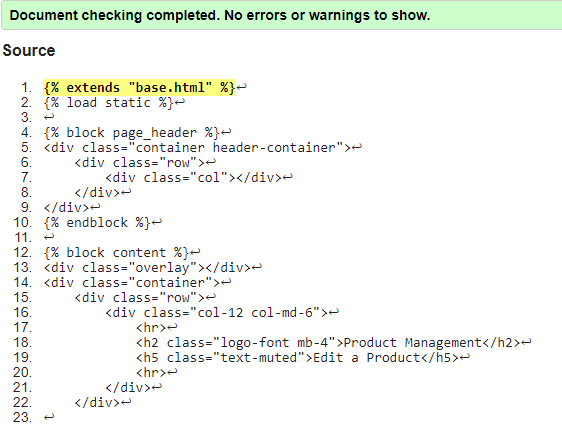 Document checking completed. No errors or warnings to show.
Source
1. {% extends "base.html" %}↩
2. {% load static %}↩
3. ↩
4. {% block page_header %}↩
5. <div class="container header-container">↩
6.     <div class="row">↩
7.         <div class="col"></div>↩
8.     </div>↩
9. </div>↩
10. {% endblock %}↩
11. ↩
12. {% block content %}↩
13. <div class="overlay"></div>↩
14. <div class="container">↩
15.     <div class="row">↩
16.         <div class="col-12 col-md-6">↩
17.             <hr>↩
18.             <h2 class="logo-font mb-4">Product Management</h2>↩
19.             <h5 class="text-muted">Edit a Product</h5>↩
20.             <hr>↩
21.         </div>↩
22.     </div>↩
23. ↩